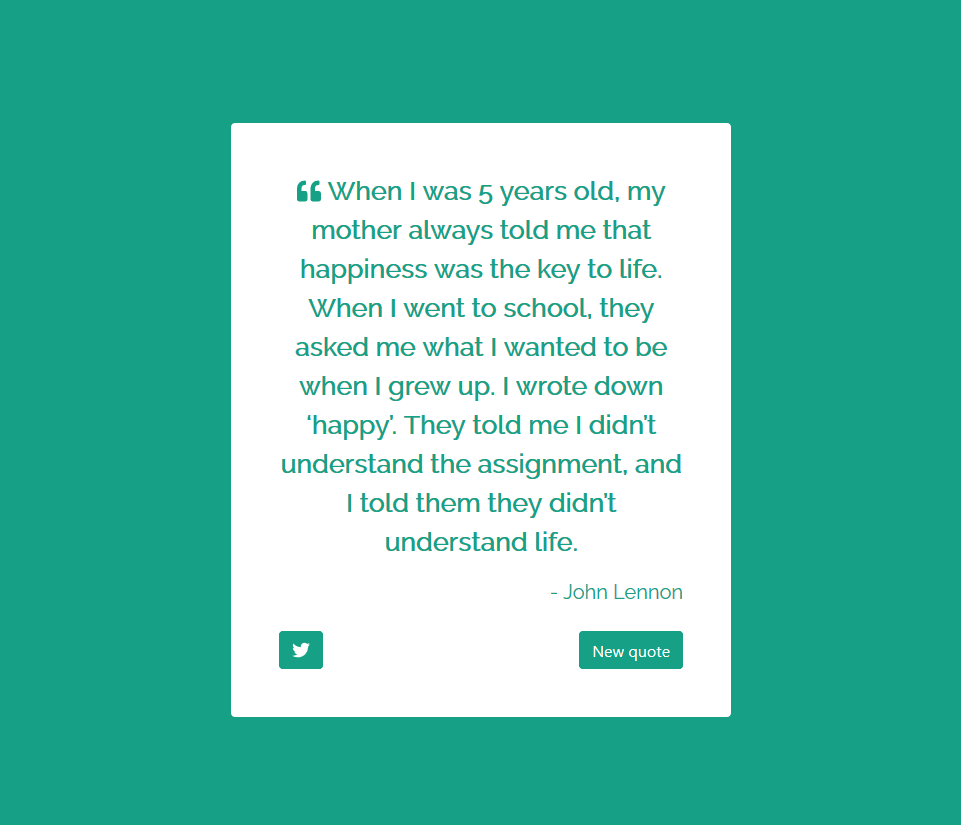 “ When I was 5 years old, my
mother always told me that
happiness was the key to life.
When I went to school, they
asked me what I wanted to be
when I grew up. I wrote down
‘happy’. They told me I didn’t
understand the assignment, and
I told them they didn’t
understand life.
- John Lennon
New quote